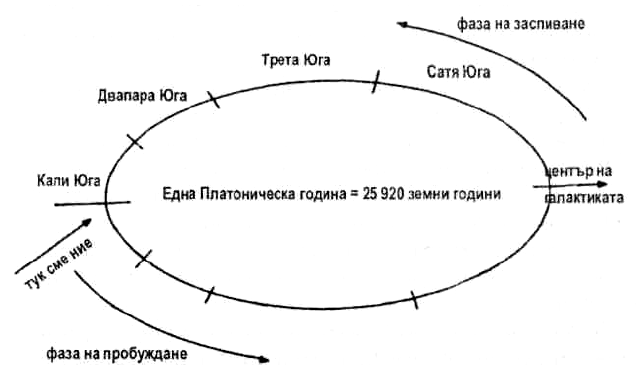 фаза на заспиване
Трета Юга
Сатя Юга
Двапара Юга
Кали Юга
Една Платоническа година = 25 920 земни години
център на
галактиката
тук сме ние
фаза на пробуждане